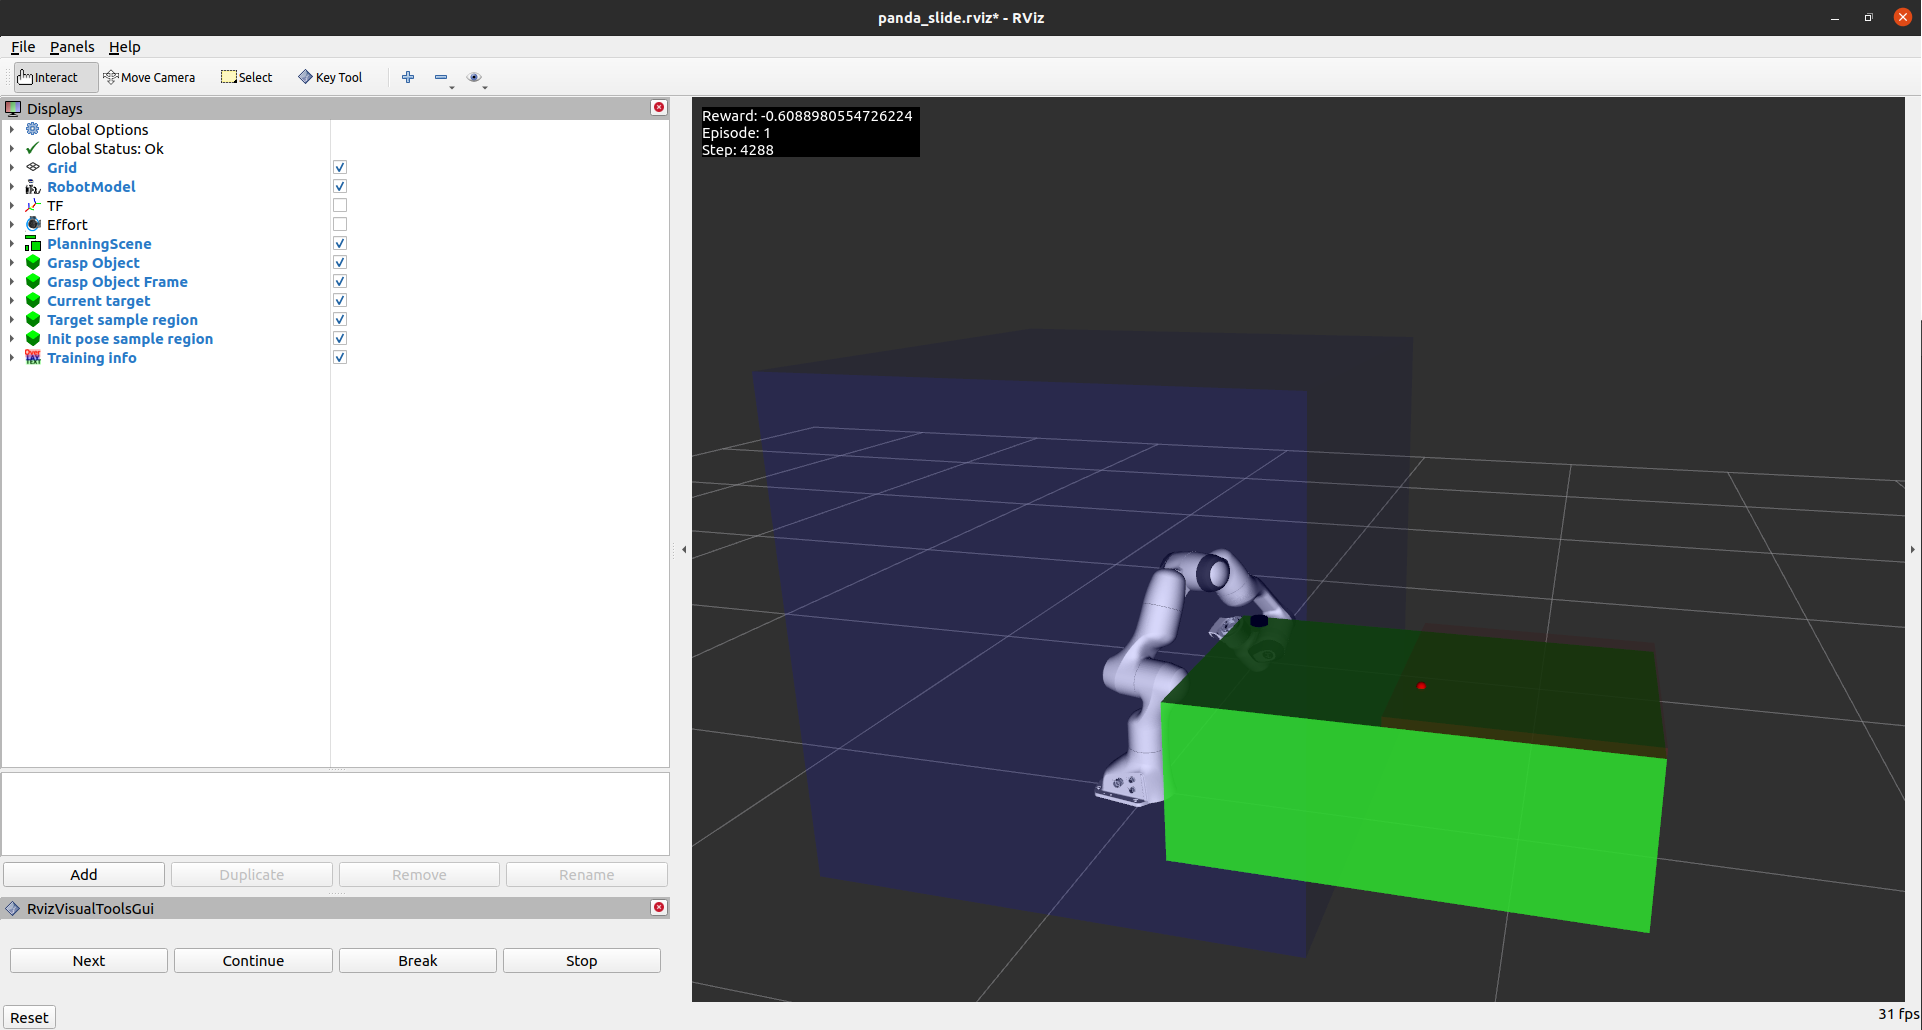 panda_slide.rviz* - RViz
File Panels Help
Interact Move Camera Select Key Tool
Displays
Global Options
Global Status: Ok
Grid
RobotModel
TF
Effort
PlanningScene
Grasp Object
Grasp Object Frame
Current target
Target sample region
Init pose sample region
Training info
Add Duplicate Remove Rename
RvizVisualToolsGui
Next Continue Break Stop
Reset
Reward: -0.6088980554726224
Episode: 1
Step: 4288
31 fps